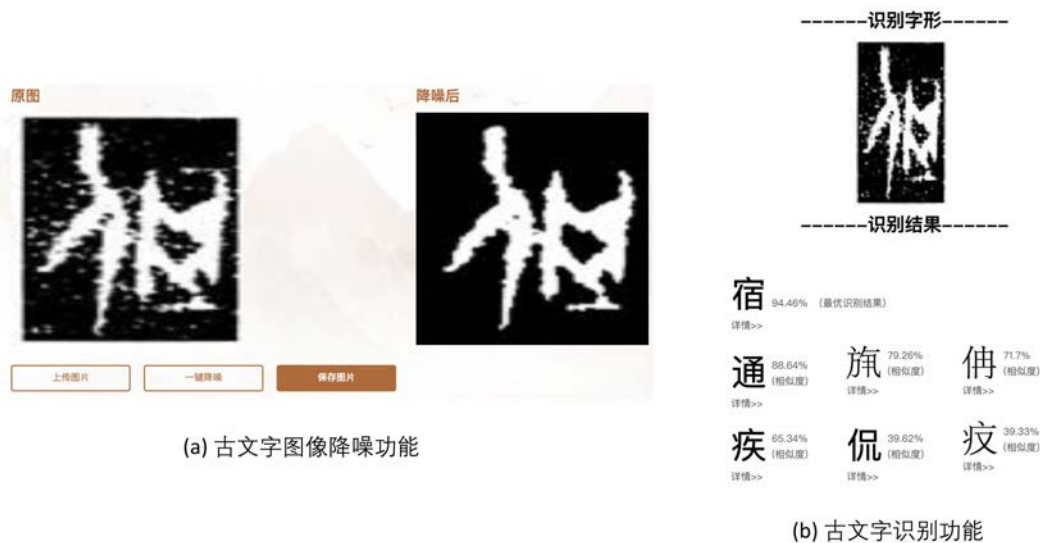 原图
降噪后
上传图片
一键降噪
保存图片
(a) 古文字图像降噪功能
------识别字形------
------识别结果------
宿 94.46% （最优识别结果）
详情>>
通 88.64% (相似度)
详情>>
旃 79.26% (相似度)
详情>>
侢 71.7% (相似度)
详情>>
疾 65.34% (相似度)
详情>>
侃 39.62% (相似度)
详情>>
㽱 39.33% (相似度)
详情>>
(b) 古文字识别功能